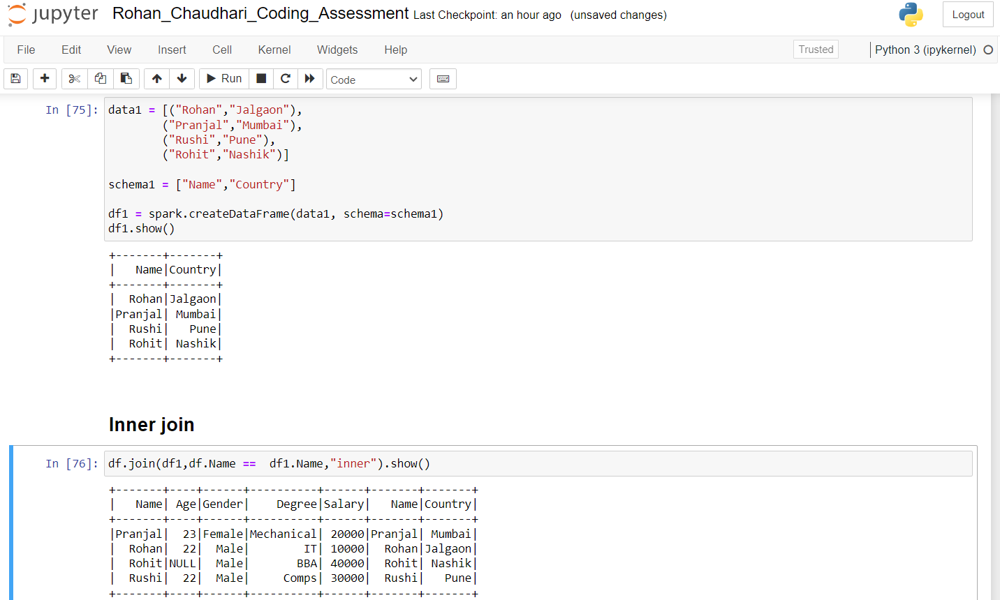 jupyter Rohan_Chaudhari_Coding_Assessment Last Checkpoint: an hour ago (unsaved changes) Logout
File Edit View Insert Cell Kernel Widgets Help Trusted Python 3 (ipykernel)
Run Code
In [75]: data1 = [("Rohan","Jalgaon"),
("Pranjal","Mumbai"),
("Rushi","Pune"),
("Rohit","Nashik")]
schema1 = ["Name","Country"]
df1 = spark.createDataFrame(data1, schema=schema1)
df1.show()
+-------+-------+
|   Name|Country|
+-------+-------+
|  Rohan|Jalgaon|
|Pranjal| Mumbai|
|  Rushi|   Pune|
|  Rohit| Nashik|
+-------+-------+
Inner join
In [76]: df.join(df1,df.Name ==  df1.Name,"inner").show()
+-------+----+------+----------+------+-------+-------+
|   Name| Age|Gender|    Degree|Salary|   Name|Country|
+-------+----+------+----------+------+-------+-------+
|Pranjal|  23|Female|Mechanical| 20000|Pranjal| Mumbai|
|  Rohan|  22|  Male|        IT| 10000|  Rohan|Jalgaon|
|  Rohit|NULL|  Male|       BBA| 40000|  Rohit| Nashik|
|  Rushi|  22|  Male|     Comps| 30000|  Rushi|   Pune|
+-------+----+------+----------+------+-------+-------+